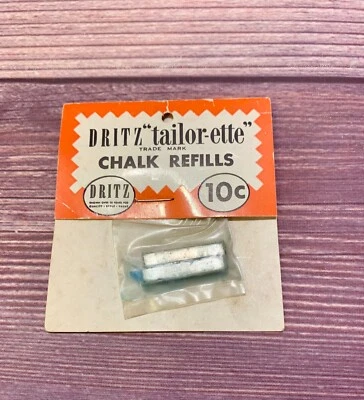 DRITZ "tailor-ette"
TRADE MARK
CHALK REFILLS
DRITZ
10c